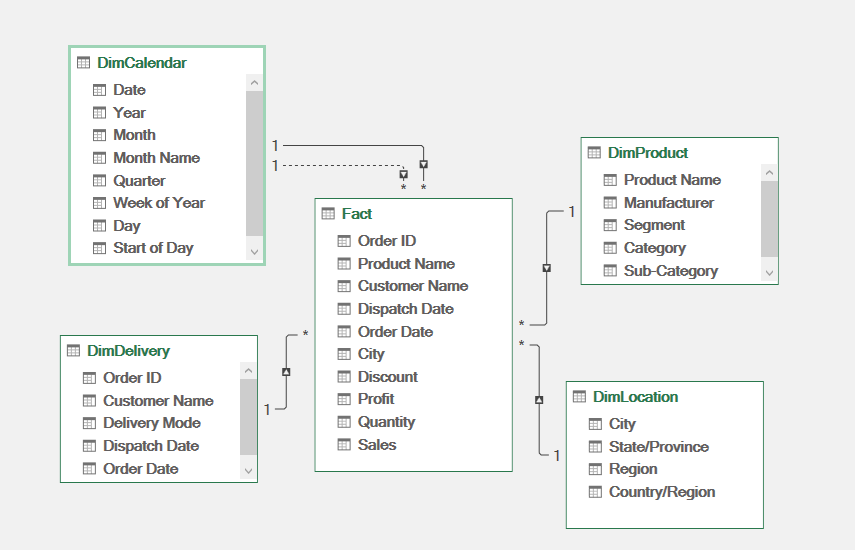 DimCalendar
Date
Year
Month
Month Name
Quarter
Week of Year
Day
Start of Day
1
1
*
*
Fact
Order ID
Product Name
Customer Name
Dispatch Date
Order Date
City
Discount
Profit
Quantity
Sales
DimProduct
Product Name
Manufacturer
Segment
Category
Sub-Category
1
*
*
1
DimDelivery
Order ID
Customer Name
Delivery Mode
Dispatch Date
Order Date
*
1
DimLocation
City
State/Province
Region
Country/Region